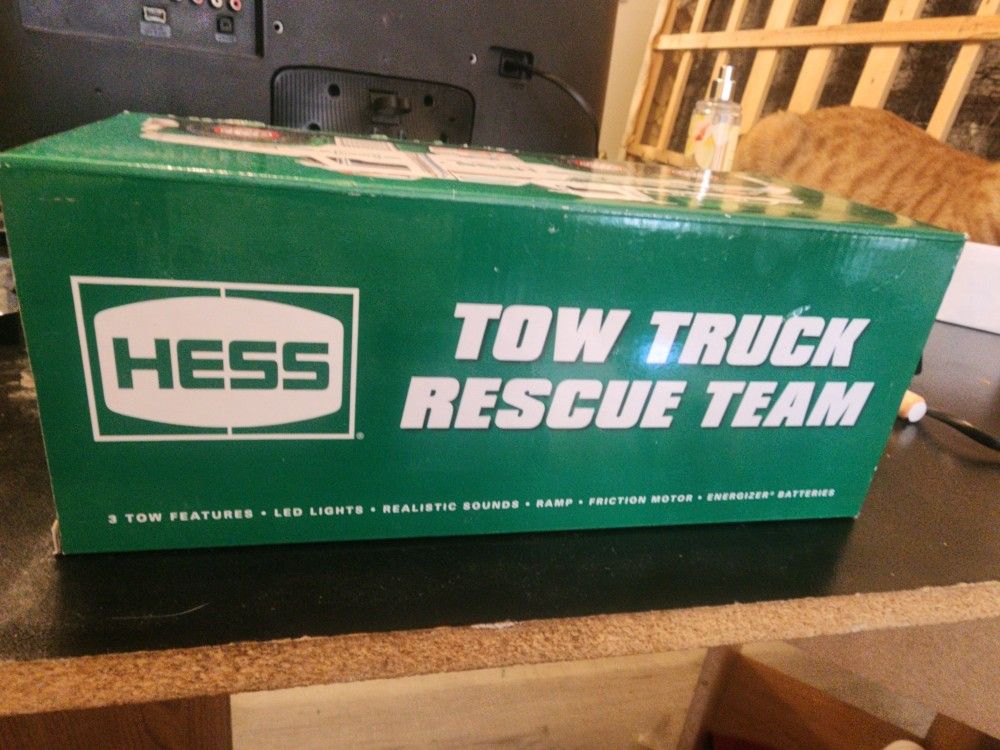 HESS
TOW TRUCK
RESCUE TEAM
3 TOW FEATURES • LED LIGHTS • REALISTIC SOUNDS • RAMP • FRICTION MOTOR • ENERGIZER® BATTERIES